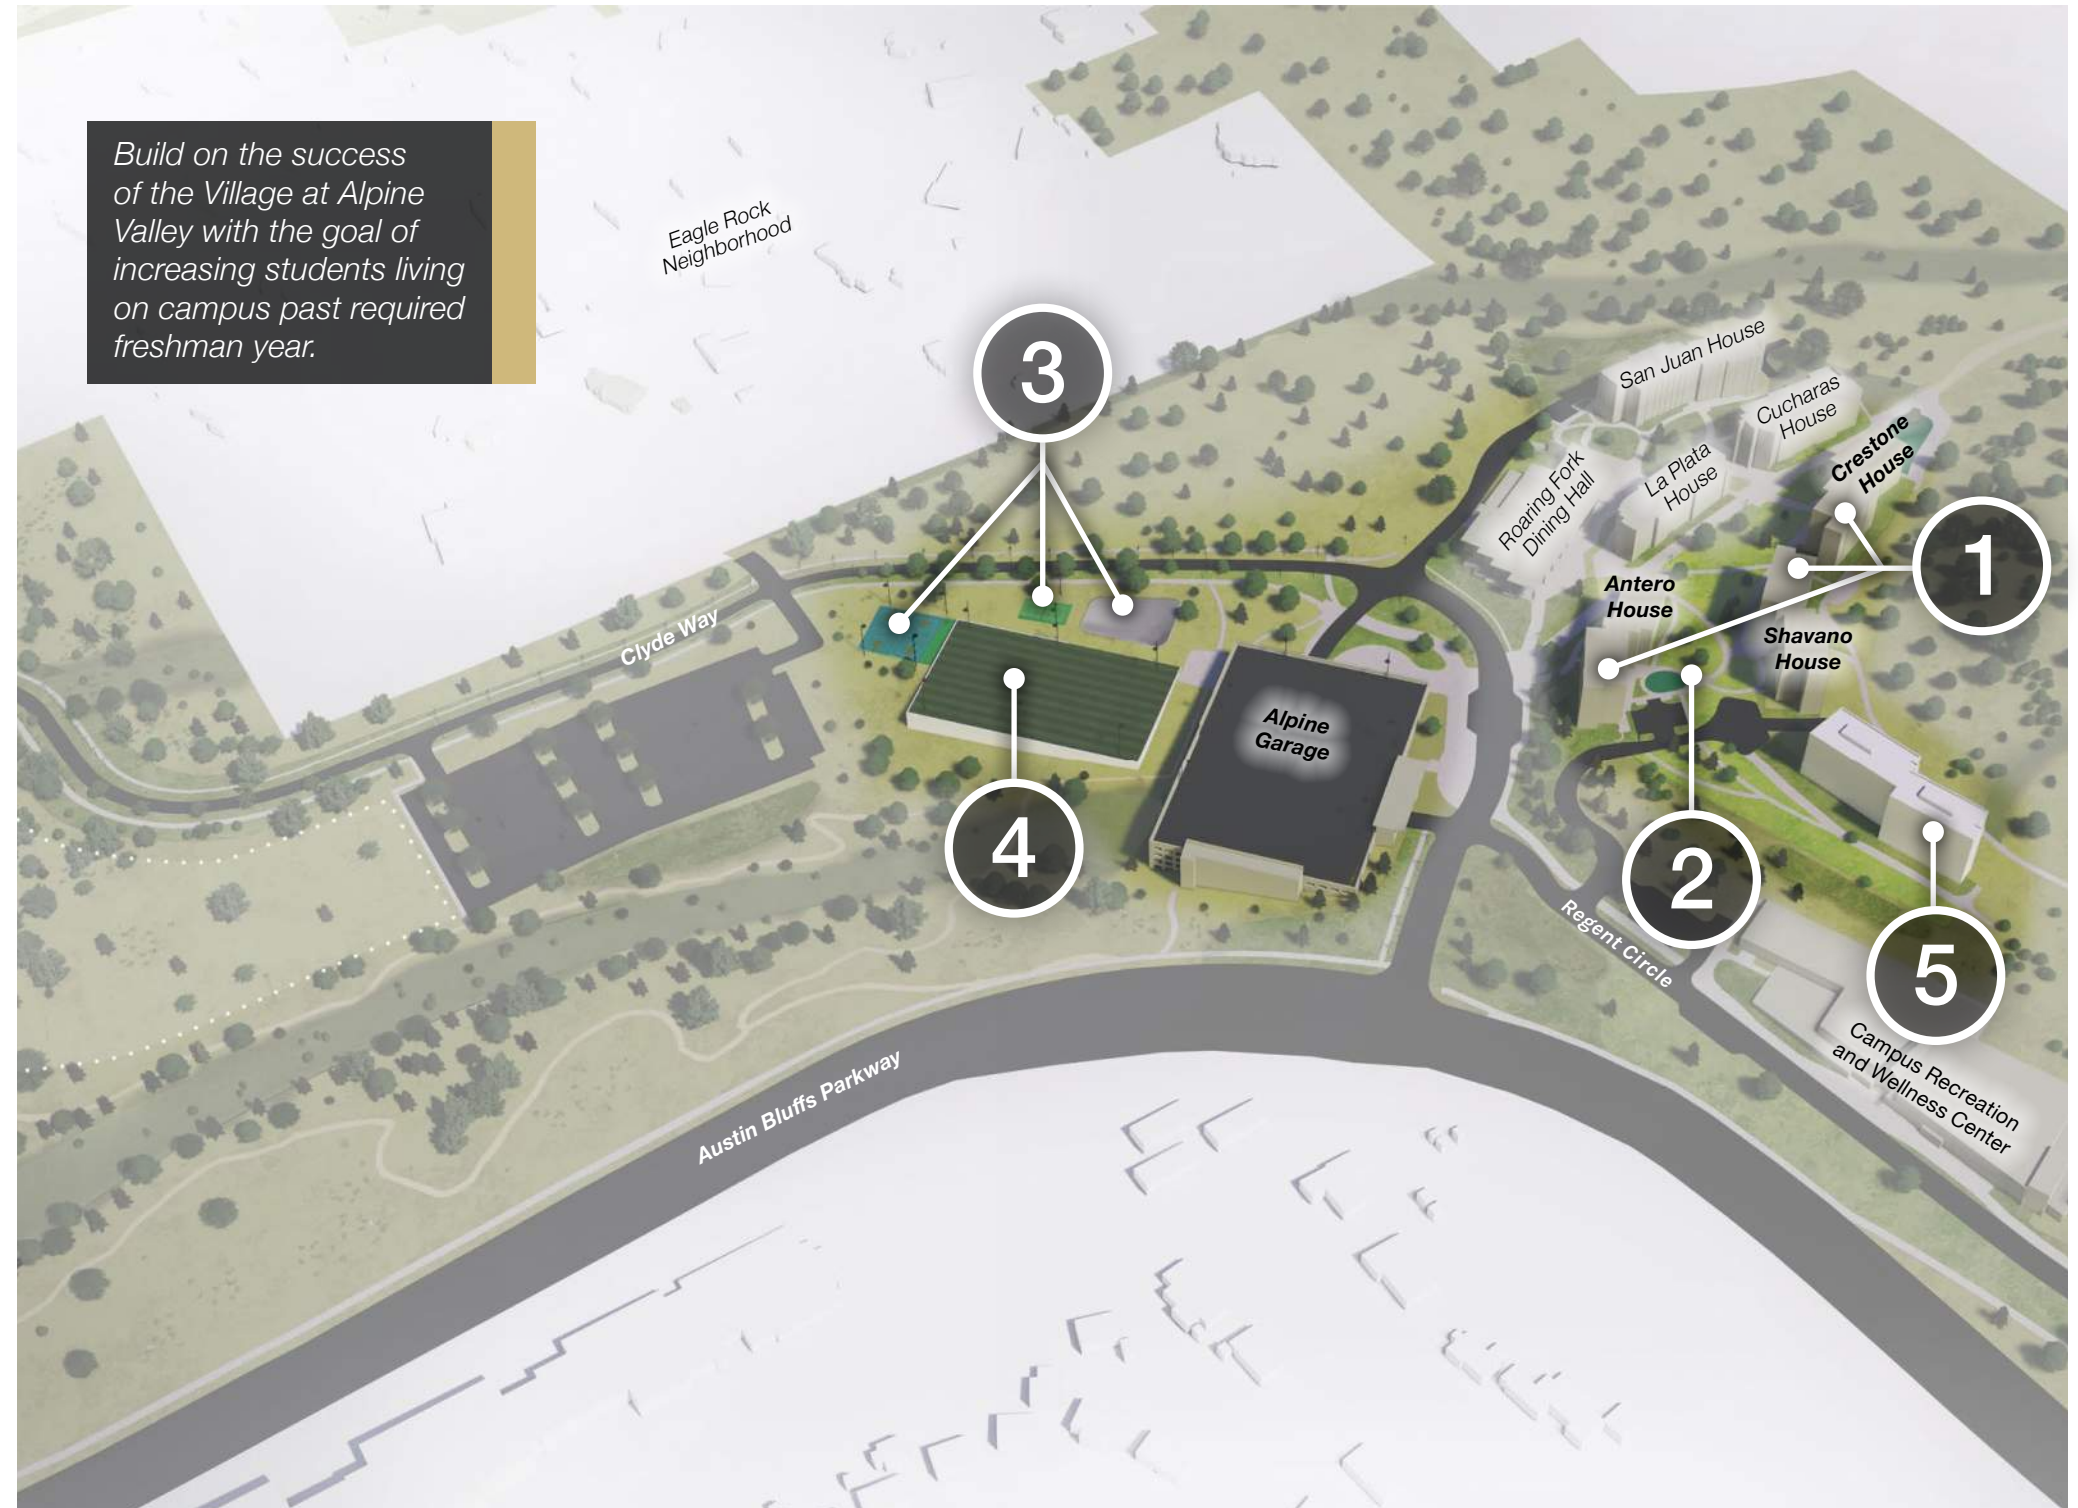 Build on the success
of the Village at Alpine
Valley with the goal of
increasing students living
on campus past required
freshman year.
Eagle Rock
Neighborhood
3
San Juan House
Cucharas
House
Crestone
House
La Plata
House
Roaring Fork
Dining Hall
1
Antero
House
Shavano
House
Clyde Way
Alpine
Garage
4
2
5
Regent Circle
Campus Recreation
and Wellness Center
Austin Bluffs Parkway